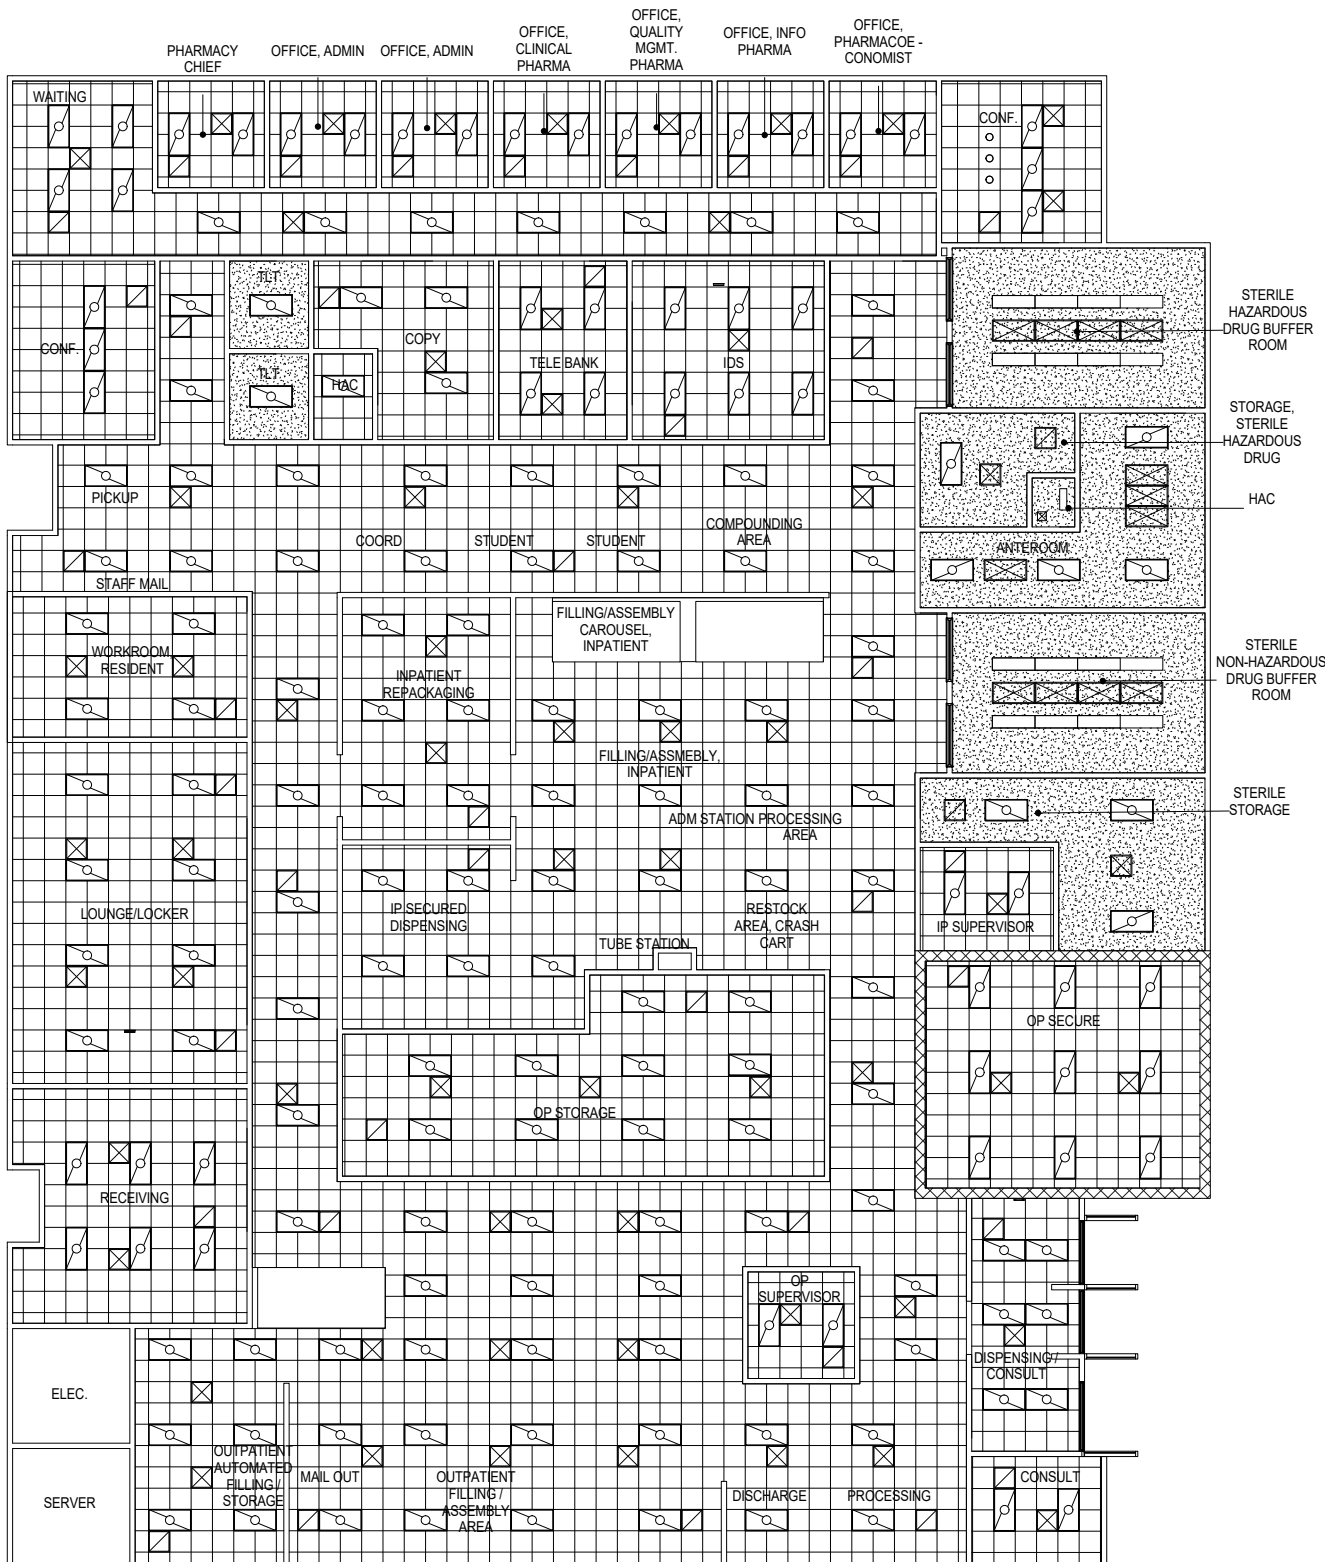 PHARMACY
CHIEF
OFFICE, ADMIN
OFFICE, ADMIN
OFFICE,
CLINICAL
PHARMA
OFFICE,
QUALITY
MGMT.
PHARMA
OFFICE, INFO
PHARMA
OFFICE,
PHARMACOE -
CONOMIST
WAITING
CONF.
TLT.
CONF.
COPY
TELE BANK
IDS
TLT.
HAC
STERILE
HAZARDOUS
DRUG BUFFER
ROOM
STORAGE,
STERILE
HAZARDOUS
DRUG
HAC
PICKUP
COORD
STUDENT
STUDENT
COMPOUNDING
AREA
ANTEROOM
STAFF MAIL
FILLING/ASSEMBLY
CAROUSEL,
INPATIENT
WORKROOM,
RESIDENT
INPATIENT
REPACKAGING
STERILE
NON-HAZARDOUS
DRUG BUFFER
ROOM
FILLING/ASSMEBLY,
INPATIENT
ADM STATION PROCESSING
AREA
STERILE
STORAGE
LOUNGE/LOCKER
IP SECURED
DISPENSING
RESTOCK
AREA, CRASH
CART
IP SUPERVISOR
TUBE STATION
OP SECURE
OP STORAGE
RECEIVING
OP
SUPERVISOR
DISPENSING/
CONSULT
ELEC.
OUTPATIENT
AUTOMATED
FILLING /
STORAGE
MAIL OUT
OUTPATIENT
FILLING /
ASSEMBLY
AREA
DISCHARGE
PROCESSING
CONSULT
SERVER